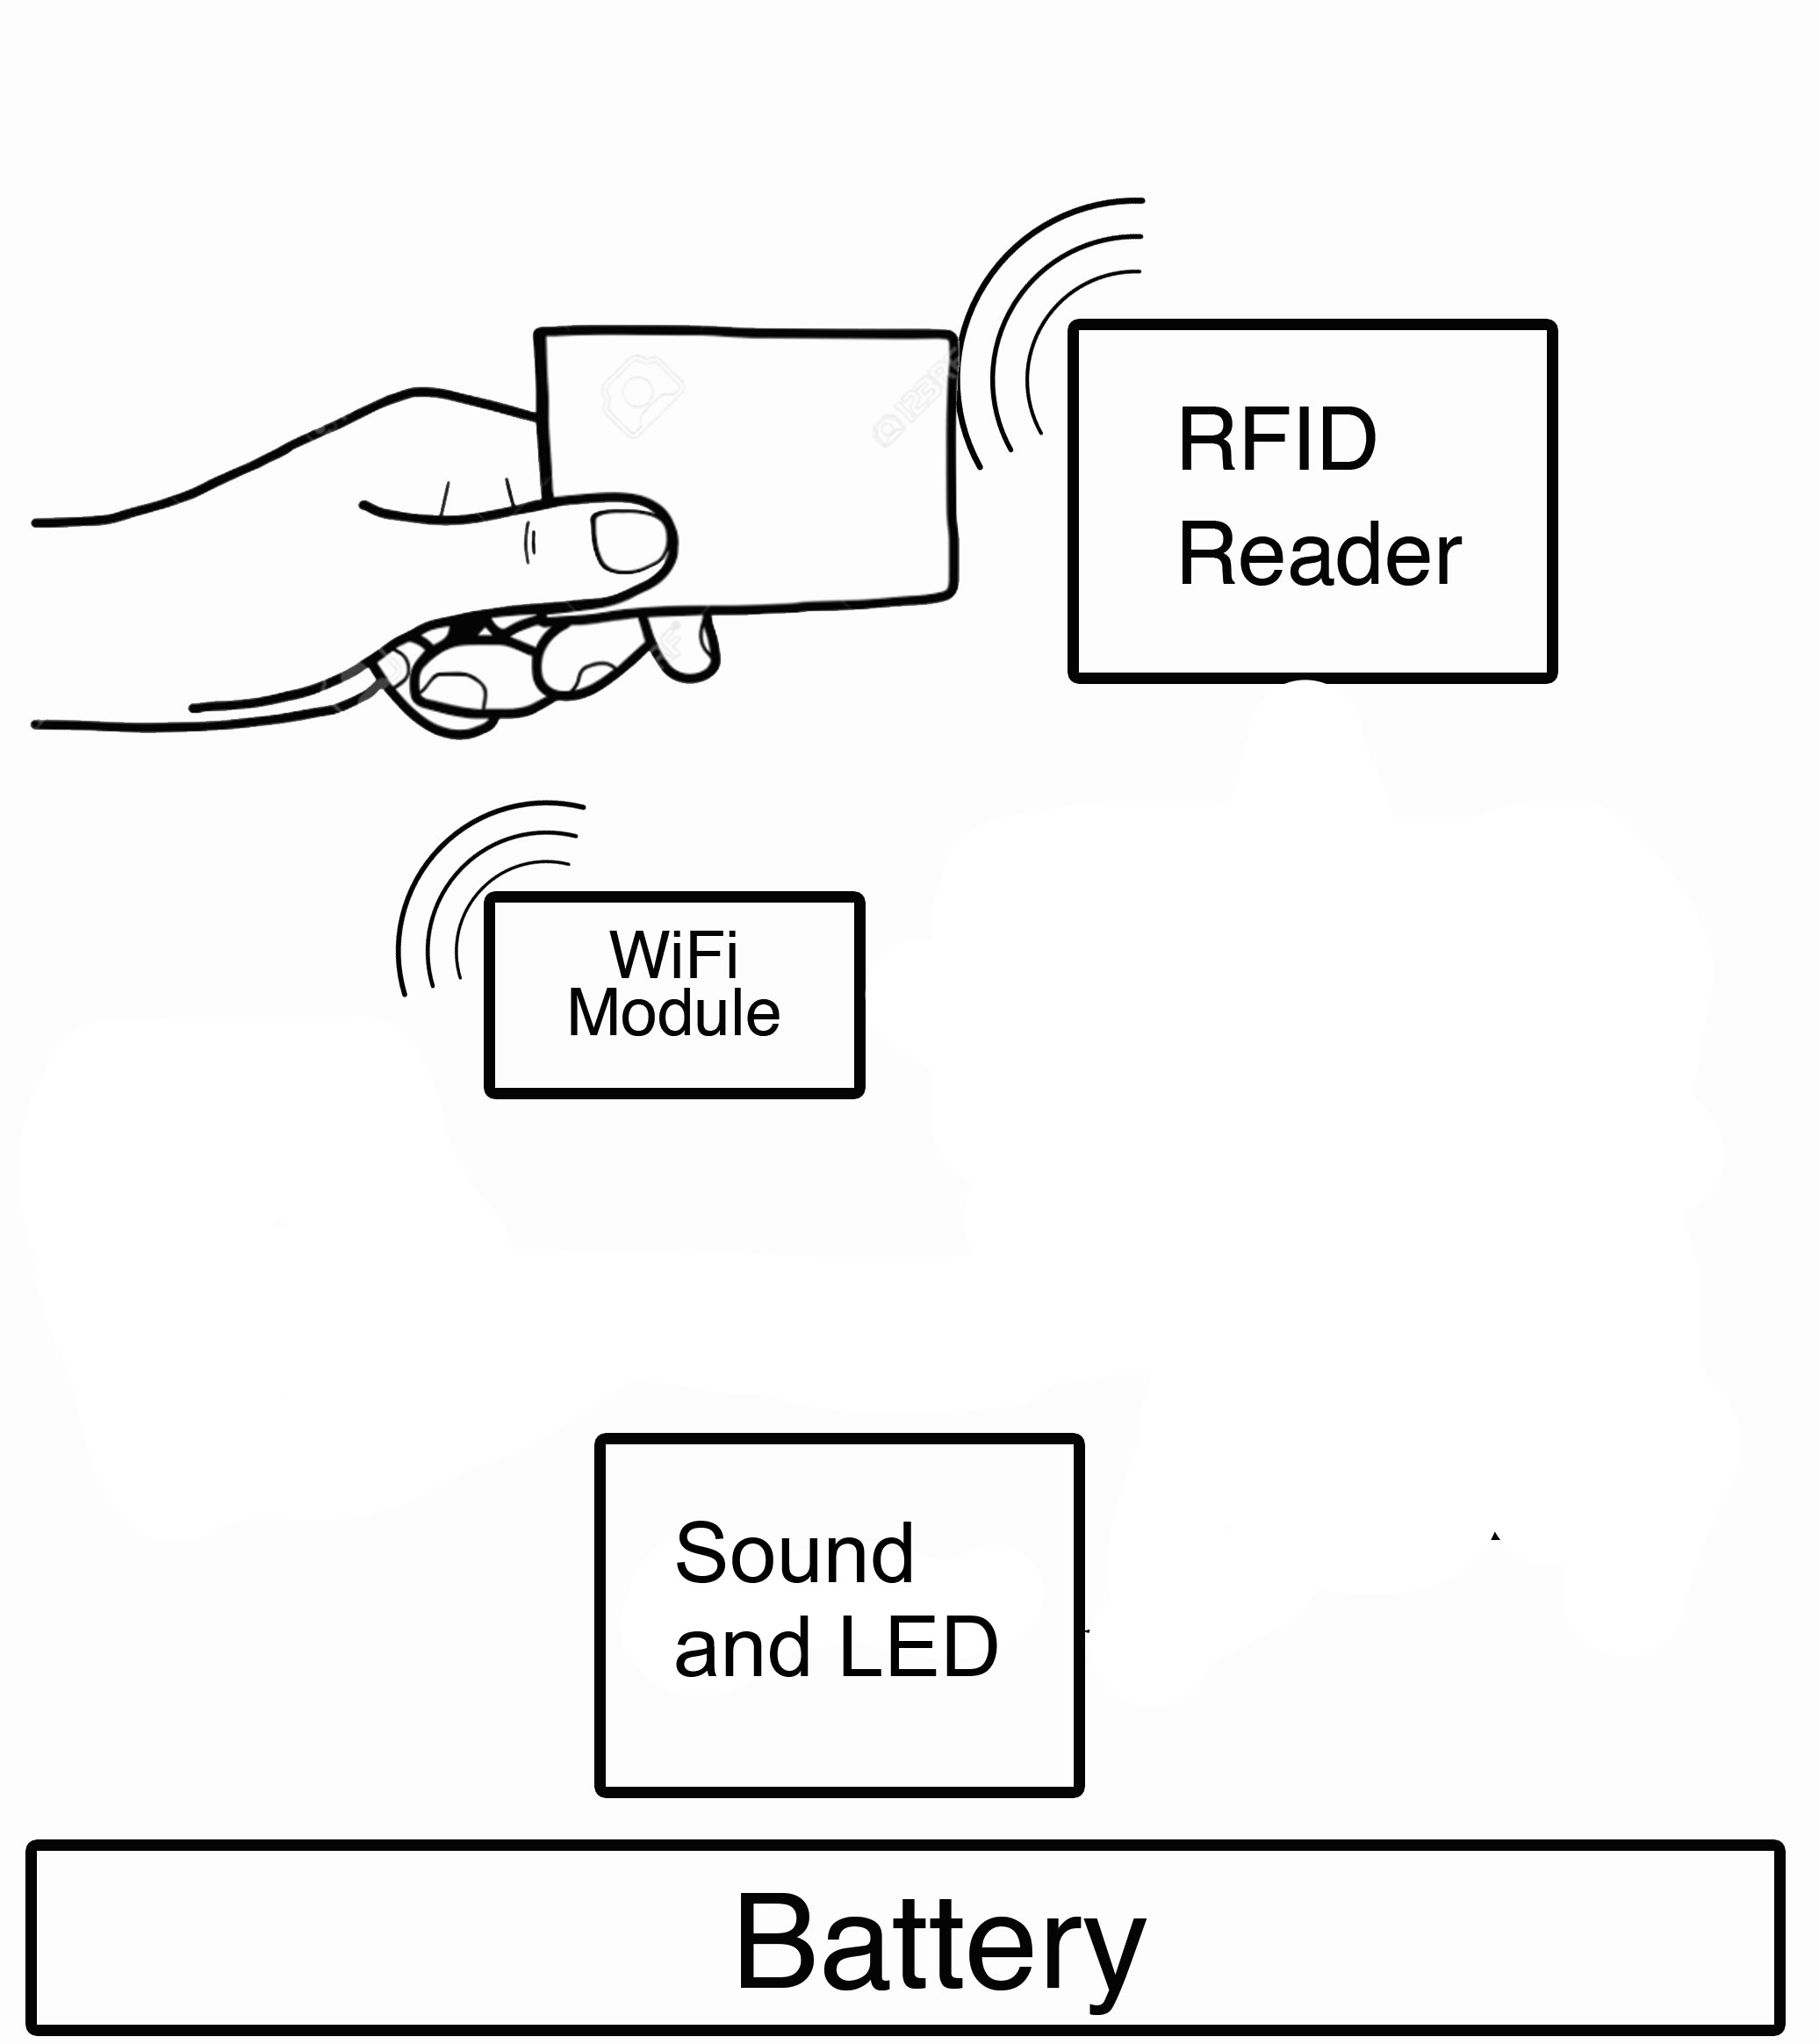 RFID
Reader
WiFi
Module
Sound
and LED
Battery